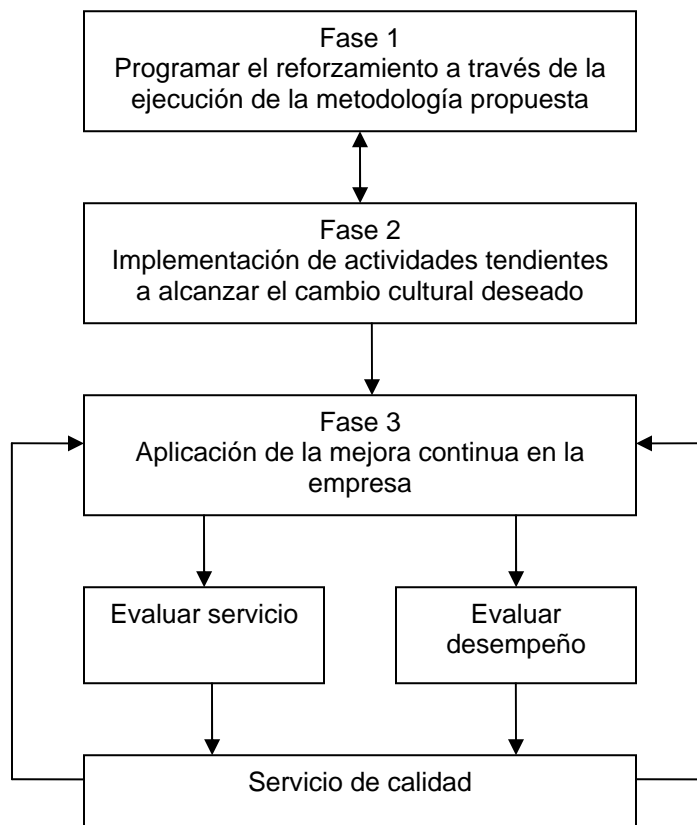 Fase 1
Programar el reforzamiento a través de la
ejecución de la metodología propuesta
Fase 2
Implementación de actividades tendientes
a alcanzar el cambio cultural deseado
Fase 3
Aplicación de la mejora continua en la
empresa
Evaluar servicio
Evaluar
desempeño
Servicio de calidad